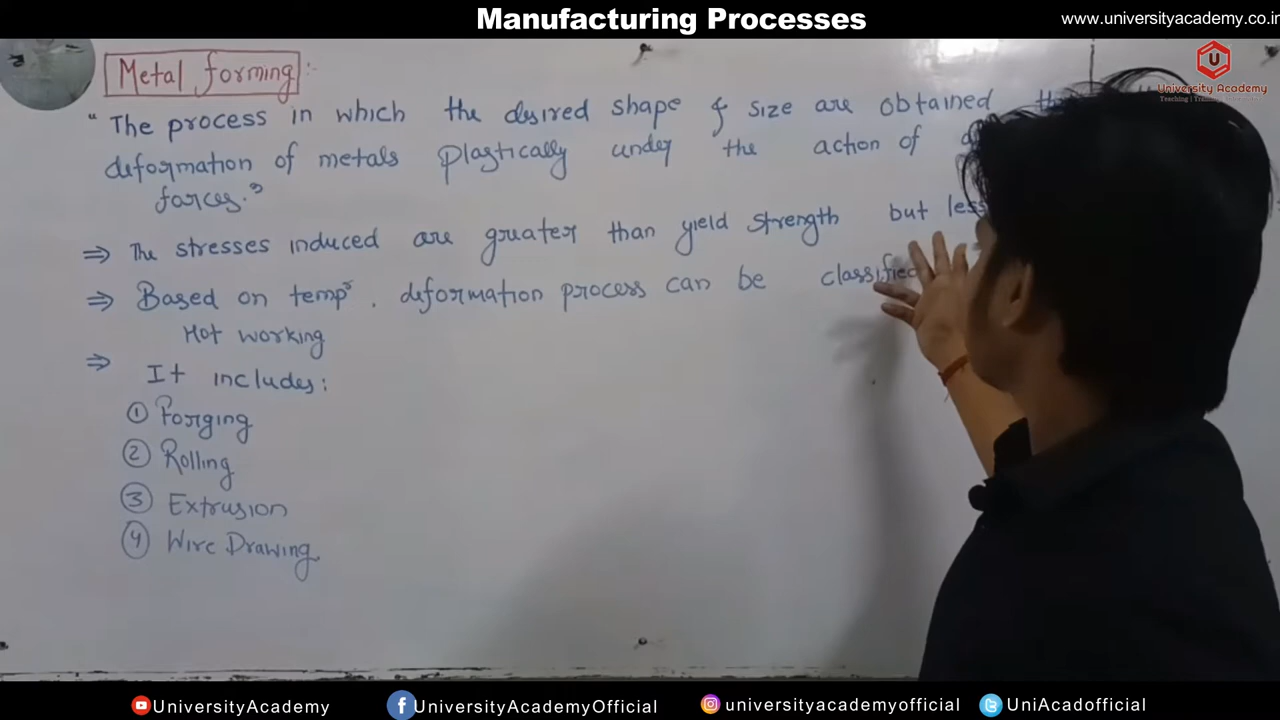 Manufacturing Processes
www.universityacademy.co.in
University Academy
Metal forming :-
" The process in which the desired shape & size are obtained
deformation of metals plastically under the action of
forces."
⇒ The stresses induced are greater than yield strength but less
⇒ Based on tempr. deformation process can be classified
Hot working
⇒ It includes:
① Forging
② Rolling
③ Extrusion
④ Wire Drawing
UniversityAcademy
UniversityAcademyOfficial
universityacademyofficial
UniAcadofficial